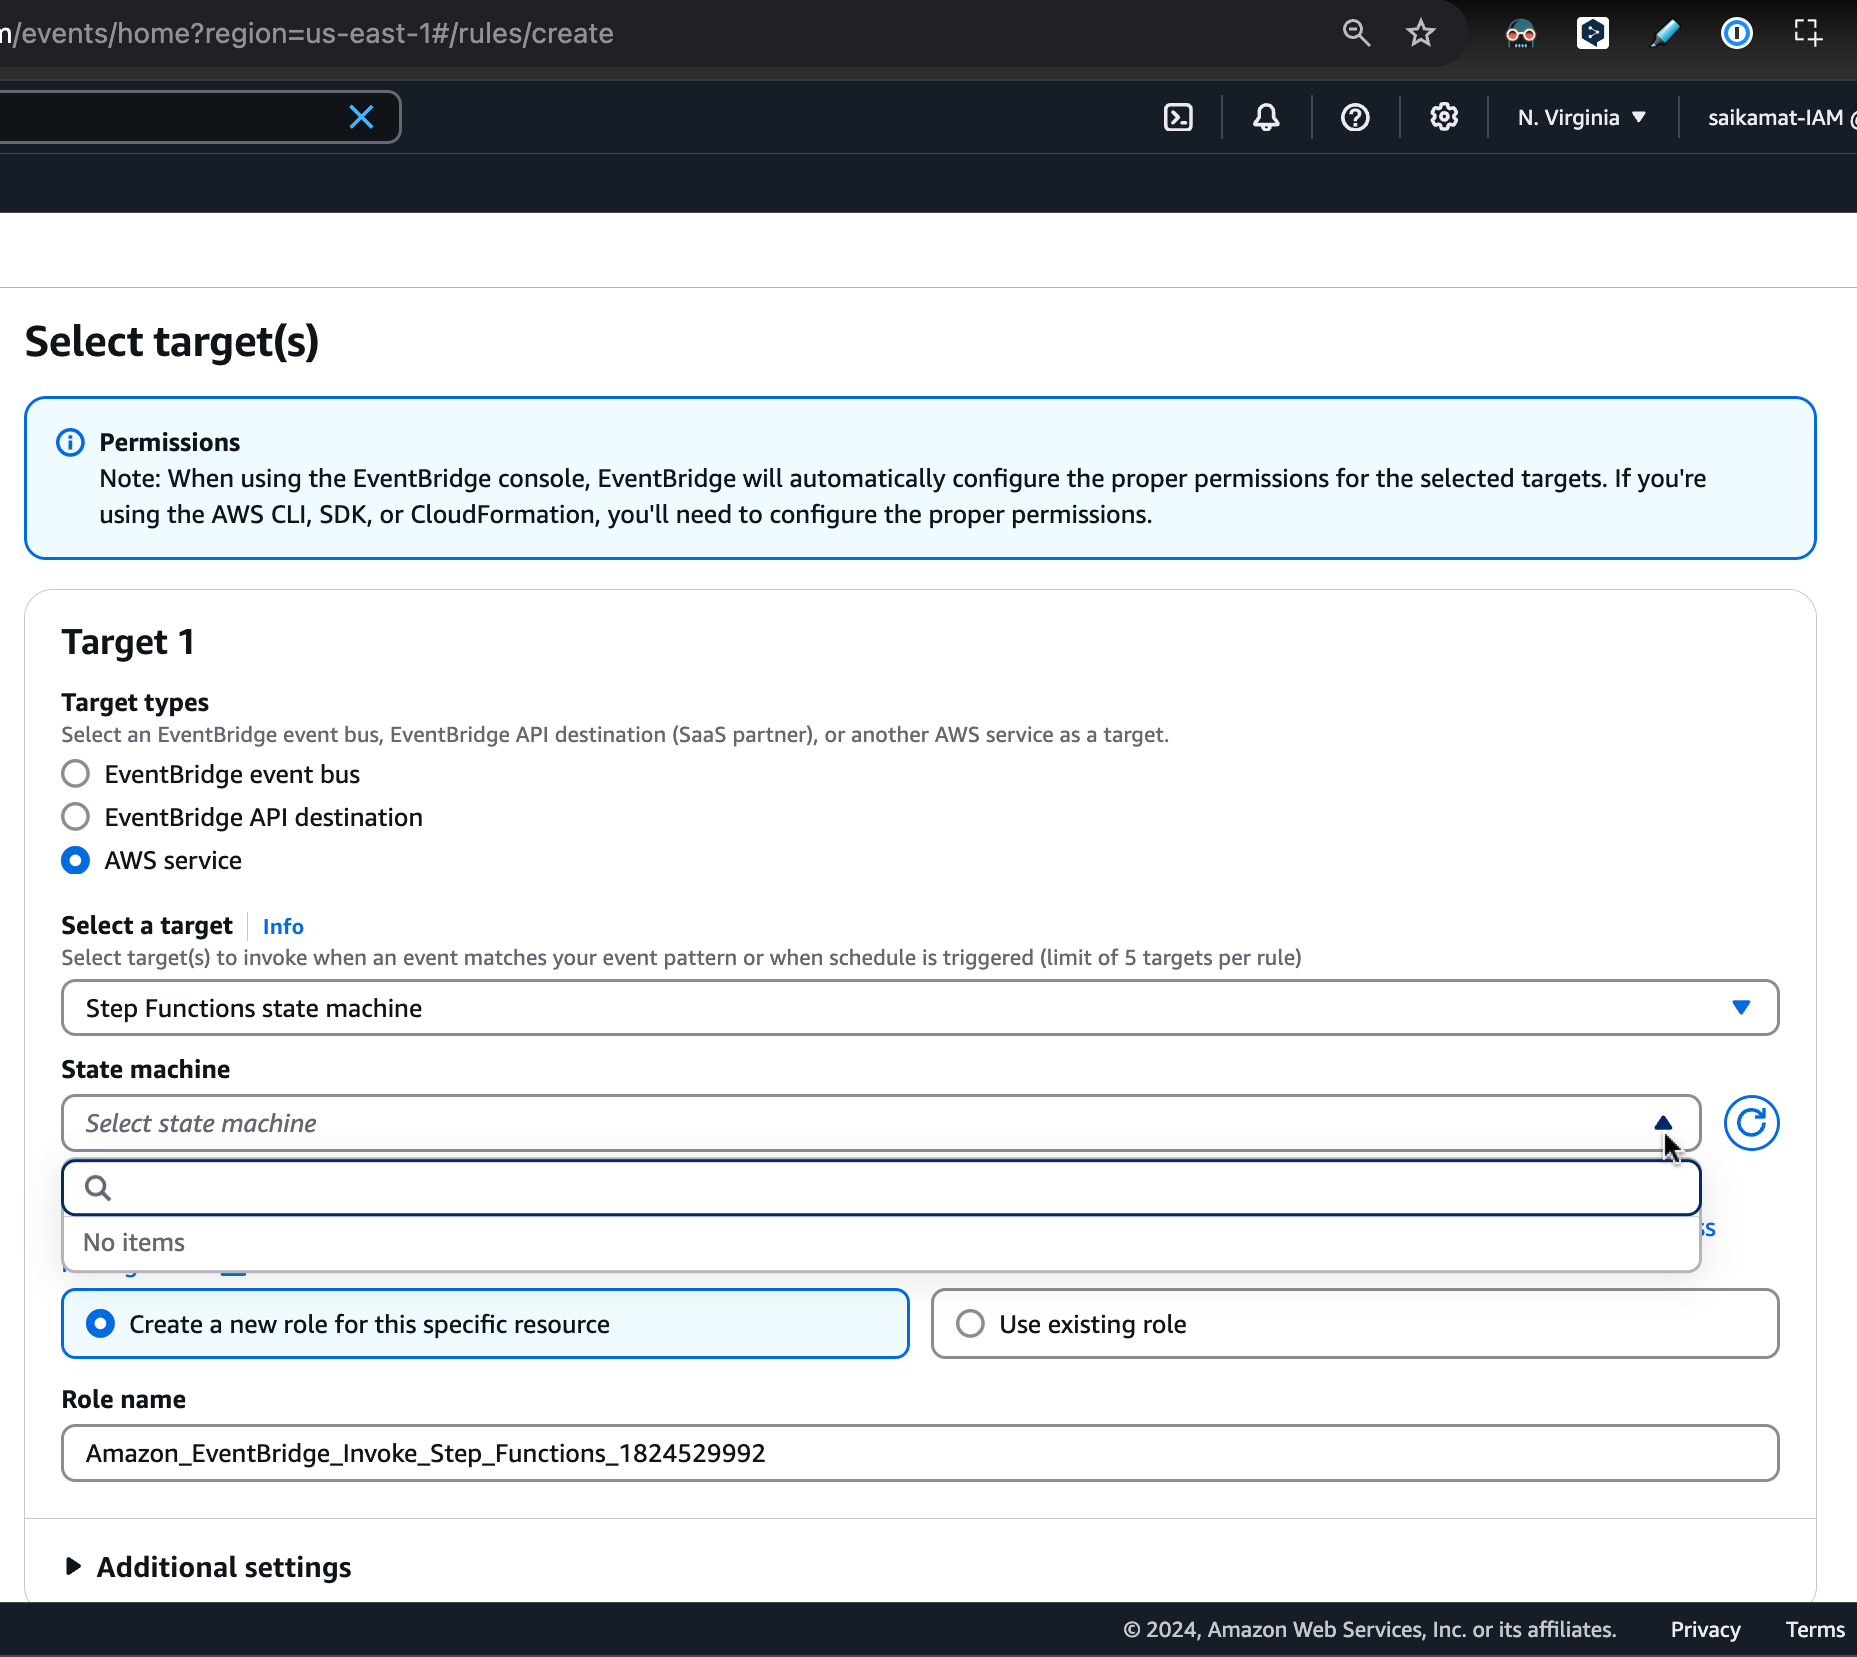 /events/home?region=us-east-1#/rules/create
N. Virginia
saikamat-IAM @
Select target(s)
Permissions
Note: When using the EventBridge console, EventBridge will automatically configure the proper permissions for the selected targets. If you're
using the AWS CLI, SDK, or CloudFormation, you'll need to configure the proper permissions.
Target 1
Target types
Select an EventBridge event bus, EventBridge API destination (SaaS partner), or another AWS service as a target.
EventBridge event bus
EventBridge API destination
AWS service
Select a target Info
Select target(s) to invoke when an event matches your event pattern or when schedule is triggered (limit of 5 targets per rule)
Step Functions state machine
State machine
Select state machine
No items
Create a new role for this specific resource
Use existing role
Role name
Amazon_EventBridge_Invoke_Step_Functions_1824529992
Additional settings
© 2024, Amazon Web Services, Inc. or its affiliates. Privacy Terms